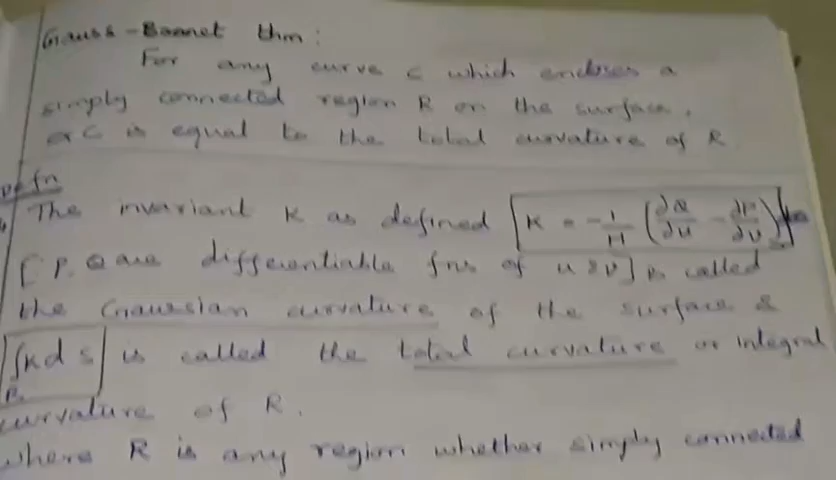 Gauss-Bonnet thm:
For any curve c which encloses a
simply connected region R on the surface,
ex C is equal to the total curvature of R
Defn
The invariant K as defined [K = -1/H (∂Q/∂u - ∂P/∂v)]
[P, Q are differentiable fns of u & v] is called
the Gaussian curvature of the surface &
∫R K d s is called the total curvature or integral
curvature of R.
where R is any region whether simply connected